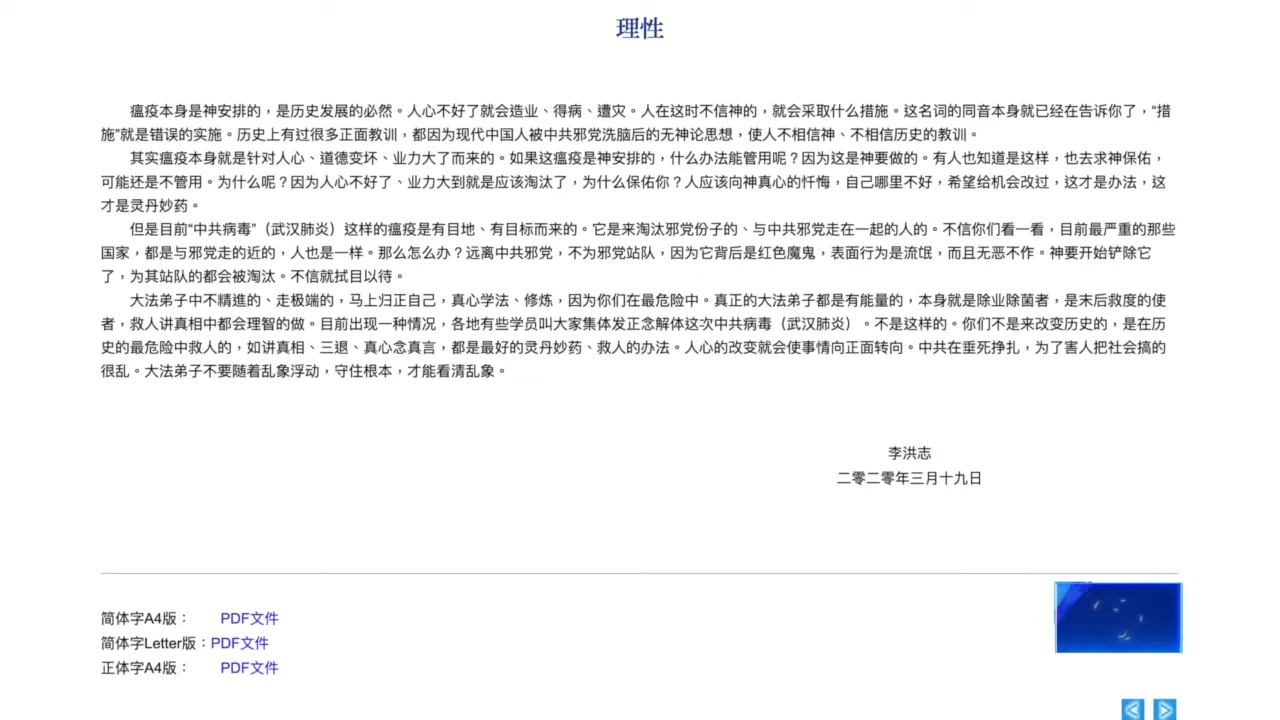 理性
瘟疫本身是神安排的，是历史发展的必然。人心不好了就会造业、得病、遭灾。人在这时不信神的，就会采取什么措施。这名词的同音本身就已经在告诉你了，“措
施”就是错误的实施。历史上有过很多正面教训，都因为现代中国人被中共邪党洗脑后的无神论思想，使人不相信神、不相信历史的教训。
其实瘟疫本身就是针对人心、道德变坏、业力大了而来的。如果这瘟疫是神安排的，什么办法能管用呢？因为这是神要做的。有人也知道是这样，也去求神保佑，
可能还是不管用。为什么呢？因为人心不好了、业力大到就是应该淘汰了，为什么保佑你？人应该向神真心的忏悔，自己哪里不好，希望给机会改过，这才是办法，这
才是灵丹妙药。
但是目前“中共病毒”（武汉肺炎）这样的瘟疫是有目地、有目标而来的。它是来淘汰邪党份子的、与中共邪党走在一起的人的。不信你们看一看，目前最严重的那些
国家，都是与邪党走的近的，人也是一样。那么怎么办？远离中共邪党，不为邪党站队，因为它背后是红色魔鬼，表面行为是流氓，而且无恶不作。神要开始铲除它
了，为其站队的都会被淘汰。不信就拭目以待。
大法弟子中不精進的、走极端的，马上归正自己，真心学法、修炼，因为你们在最危险中。真正的大法弟子都是有能量的，本身就是除业除菌者，是末后救度的使
者，救人讲真相中都会理智的做。目前出现一种情况，各地有些学员叫大家集体发正念解体这次中共病毒（武汉肺炎）。不是这样的。你们不是来改变历史的，是在历
史的最危险中救人的，如讲真相、三退、真心念真言，都是最好的灵丹妙药、救人的办法。人心的改变就会使事情向正面转向。中共在垂死挣扎，为了害人把社会搞的
很乱。大法弟子不要随着乱象浮动，守住根本，才能看清乱象。
李洪志
二零二零年三月十九日
简体字A4版： PDF文件
简体字Letter版：PDF文件
正体字A4版： PDF文件